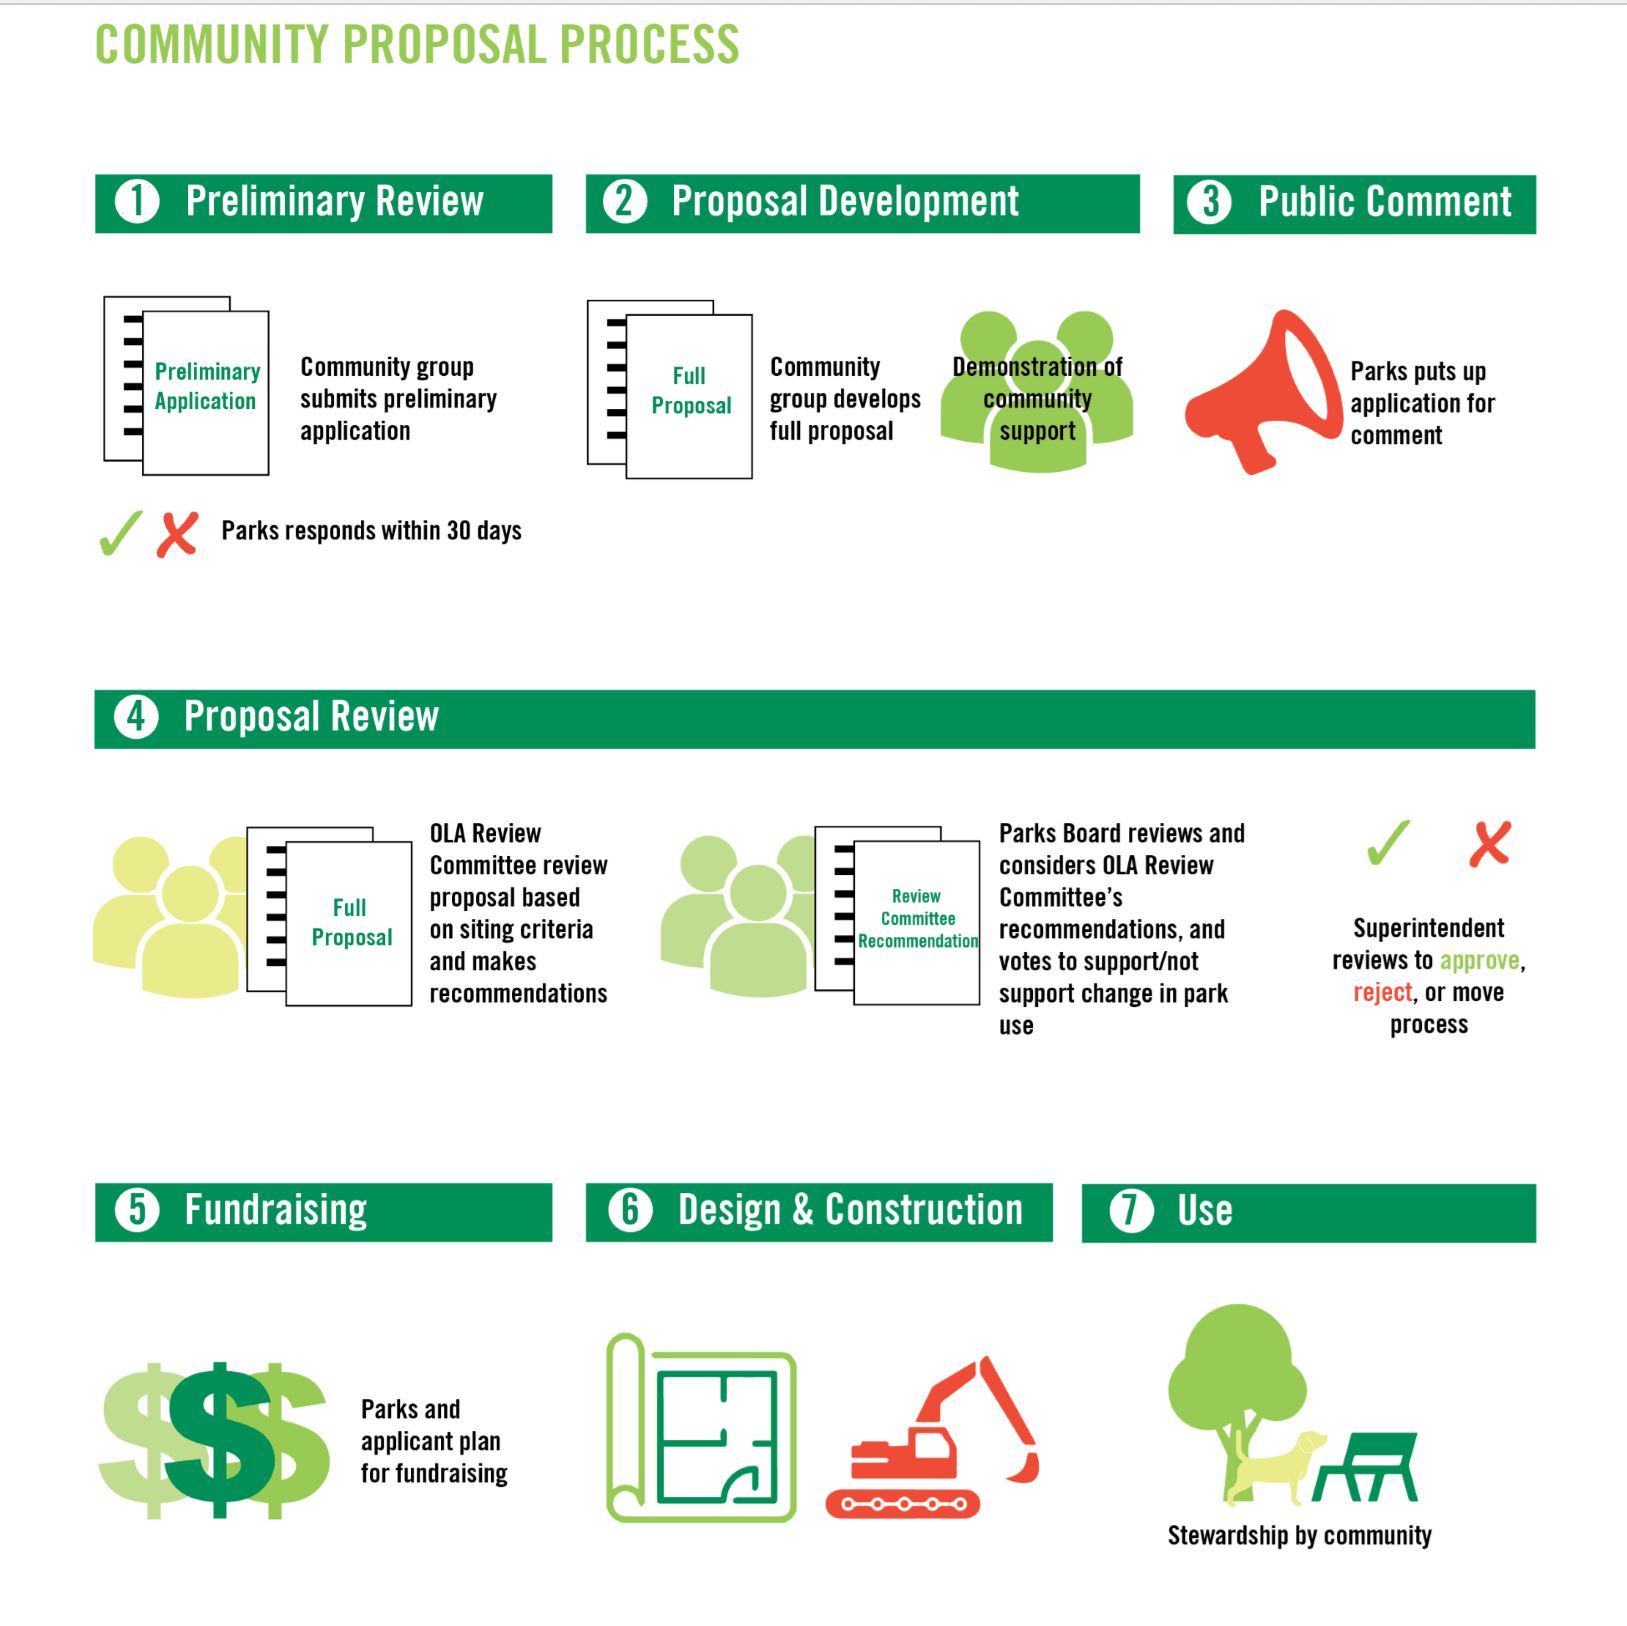 COMMUNITY PROPOSAL PROCESS
1 Preliminary Review
Preliminary
Application
Community group
submits preliminary
application
Parks responds within 30 days
2 Proposal Development
Full
Proposal
Community
group develops
full proposal
Demonstration of
community
support
3 Public Comment
Parks puts up
application for
comment
4 Proposal Review
Full
Proposal
OLA Review
Committee review
proposal based
on siting criteria
and makes
recommendations
Review
Committee
Recommendation
Parks Board reviews and
considers OLA Review
Committee’s
recommendations, and
votes to support/not
support change in park
use
Superintendent
reviews to approve,
reject, or move
process
5 Fundraising
$$$
Parks and
applicant plan
for fundraising
6 Design & Construction
7 Use
Stewardship by community